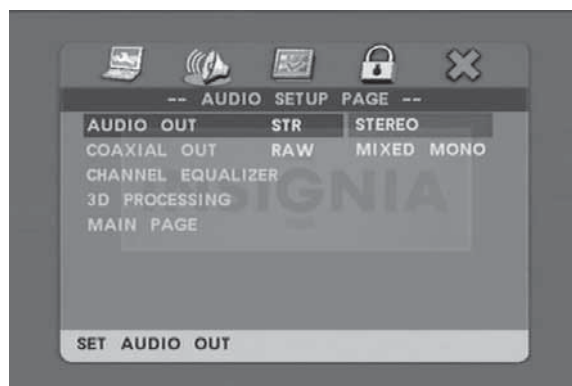 -- AUDIO SETUP PAGE --
AUDIO OUT STR STEREO
COAXIAL OUT RAW MIXED MONO
CHANNEL EQUALIZER
3D PROCESSING
MAIN PAGE
INSIGNIA
SET AUDIO OUT